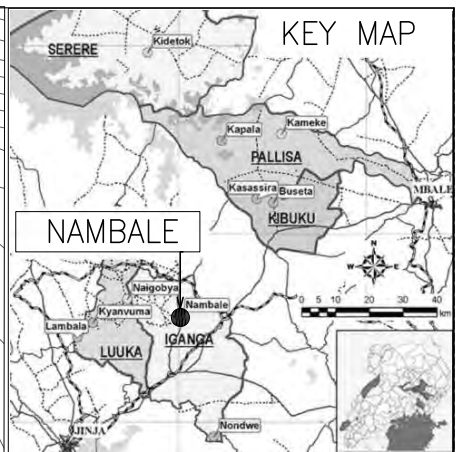 KEY MAP
Kidetok
SERERE
Kapala
Kameke
PALLISA
MBALE
Kasassira
Buseta
KIBUKU
NAMBALE
N
W
E
S
Naigobya
Nambale
0 5 10 20 30 40
km
Lambala
Kyanvuma
IGANGA
LUUKA
Nondwe
JINJA